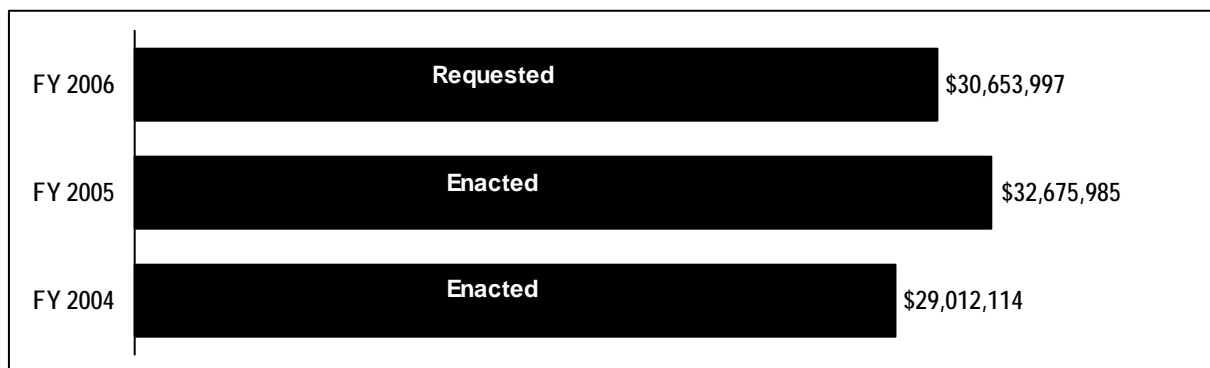 FY 2006 Requested $30,653,997
FY 2005 Enacted $32,675,985
FY 2004 Enacted $29,012,114